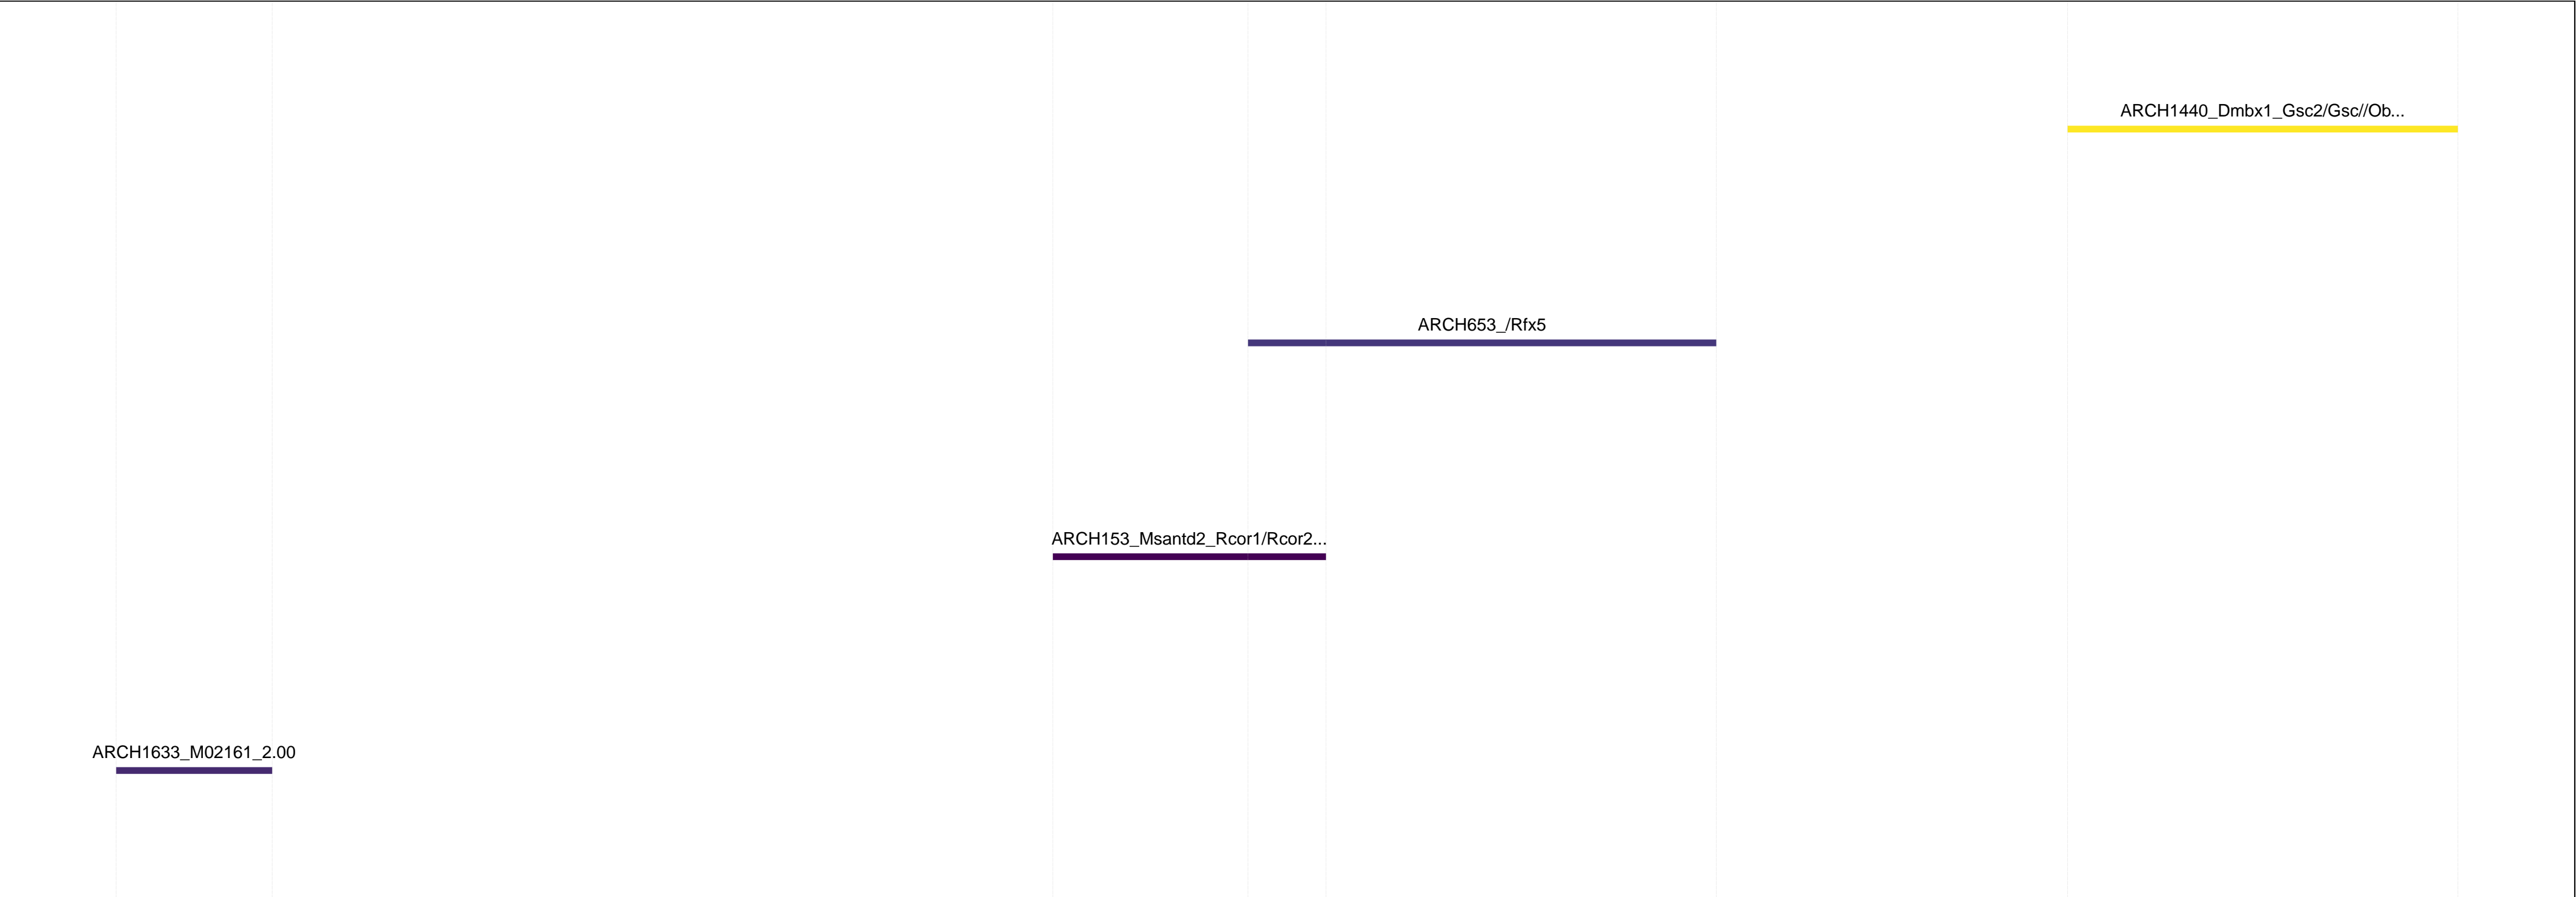 ARCH1440_Dmbx1_Gsc2/Gsc//Ob...
ARCH653_/Rfx5
ARCH153_Msantd2_Rcor1/Rcor2...
ARCH1633_M02161_2.00